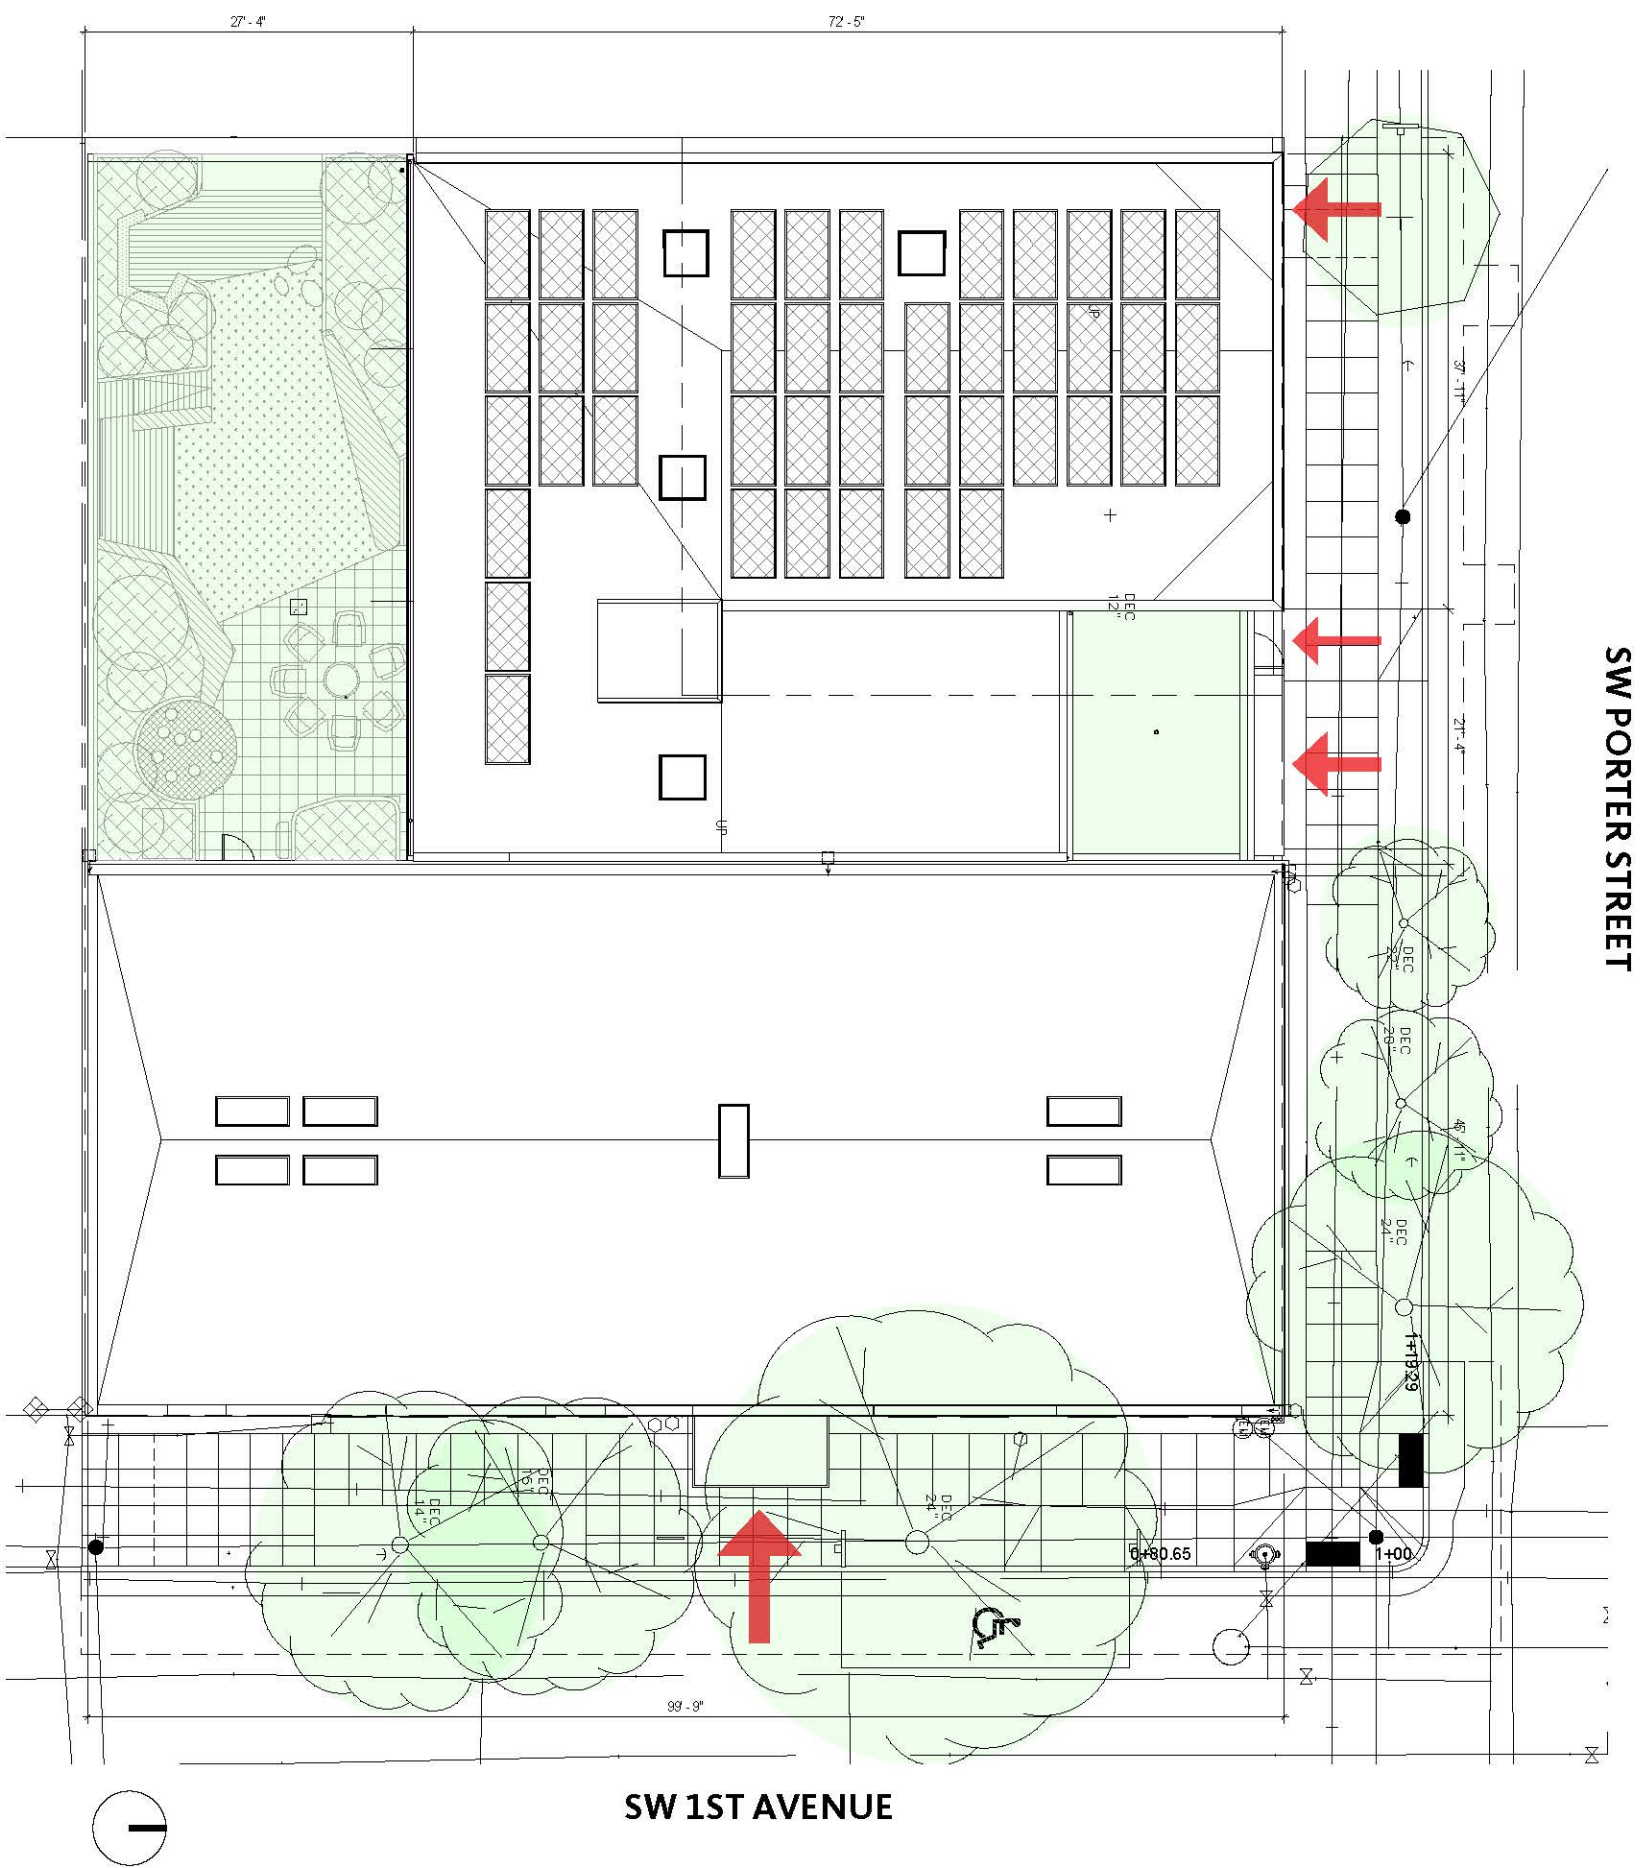 27' - 4"
72' - 5"
UP
37' - 11"
DEC
12"
21' - 4"
SW PORTER STREET
UP
DEC
22"
DEC
20"
46' - 11"
DEC
24"
1+19.29
DEC
16"
DEC
14"
DEC
24"
0+80.65
1+00
99' - 9"
SW 1ST AVENUE